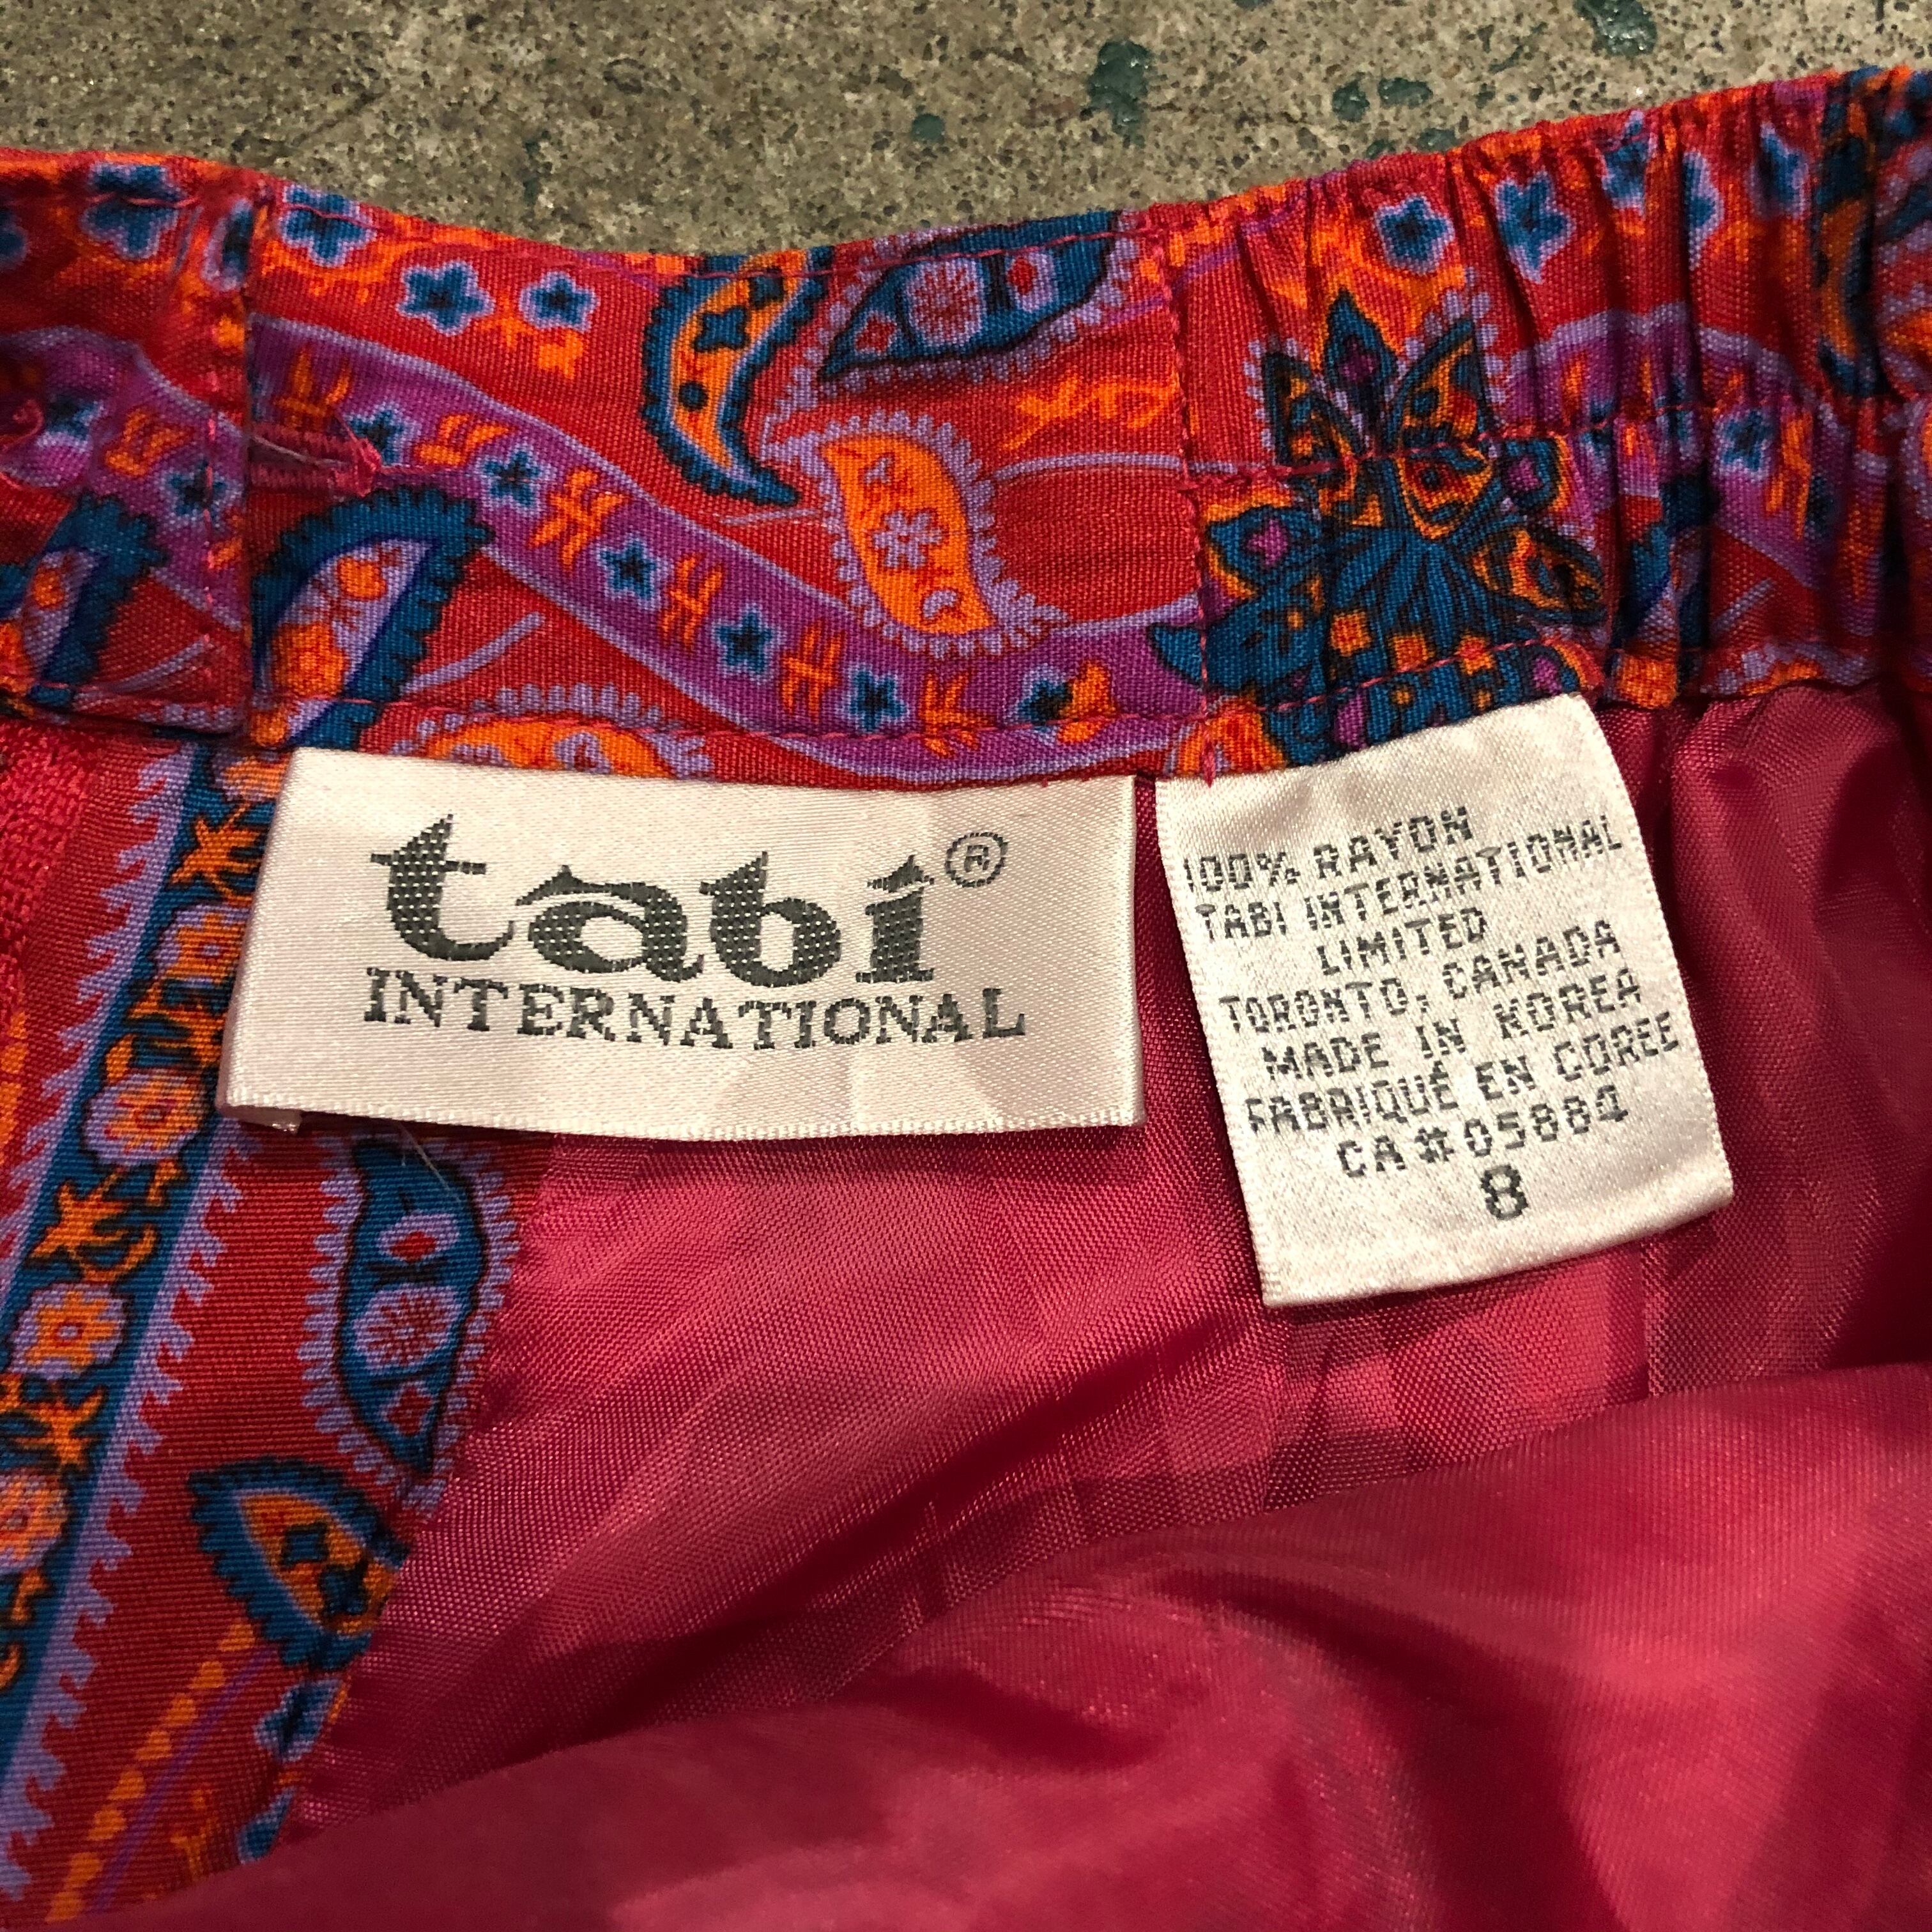 tabi®
INTERNATIONAL
100% RAYON
TABI INTERNATIONAL
LIMITED
TORONTO, CANADA
MADE IN KOREA
FABRIQUÉ EN COREE
CA#05884
8